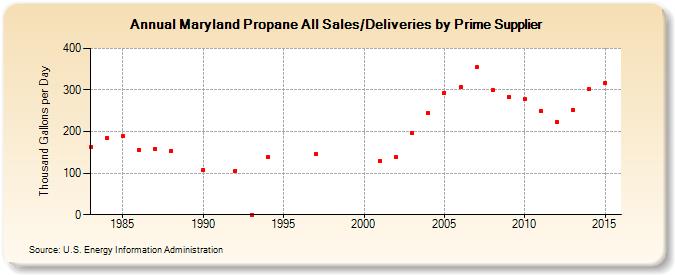 Annual Maryland Propane All Sales/Deliveries by Prime Supplier
Thousand Gallons per Day
400
300
200
100
0
1985 1990 1995 2000 2005 2010 2015
Source: U.S. Energy Information Administration